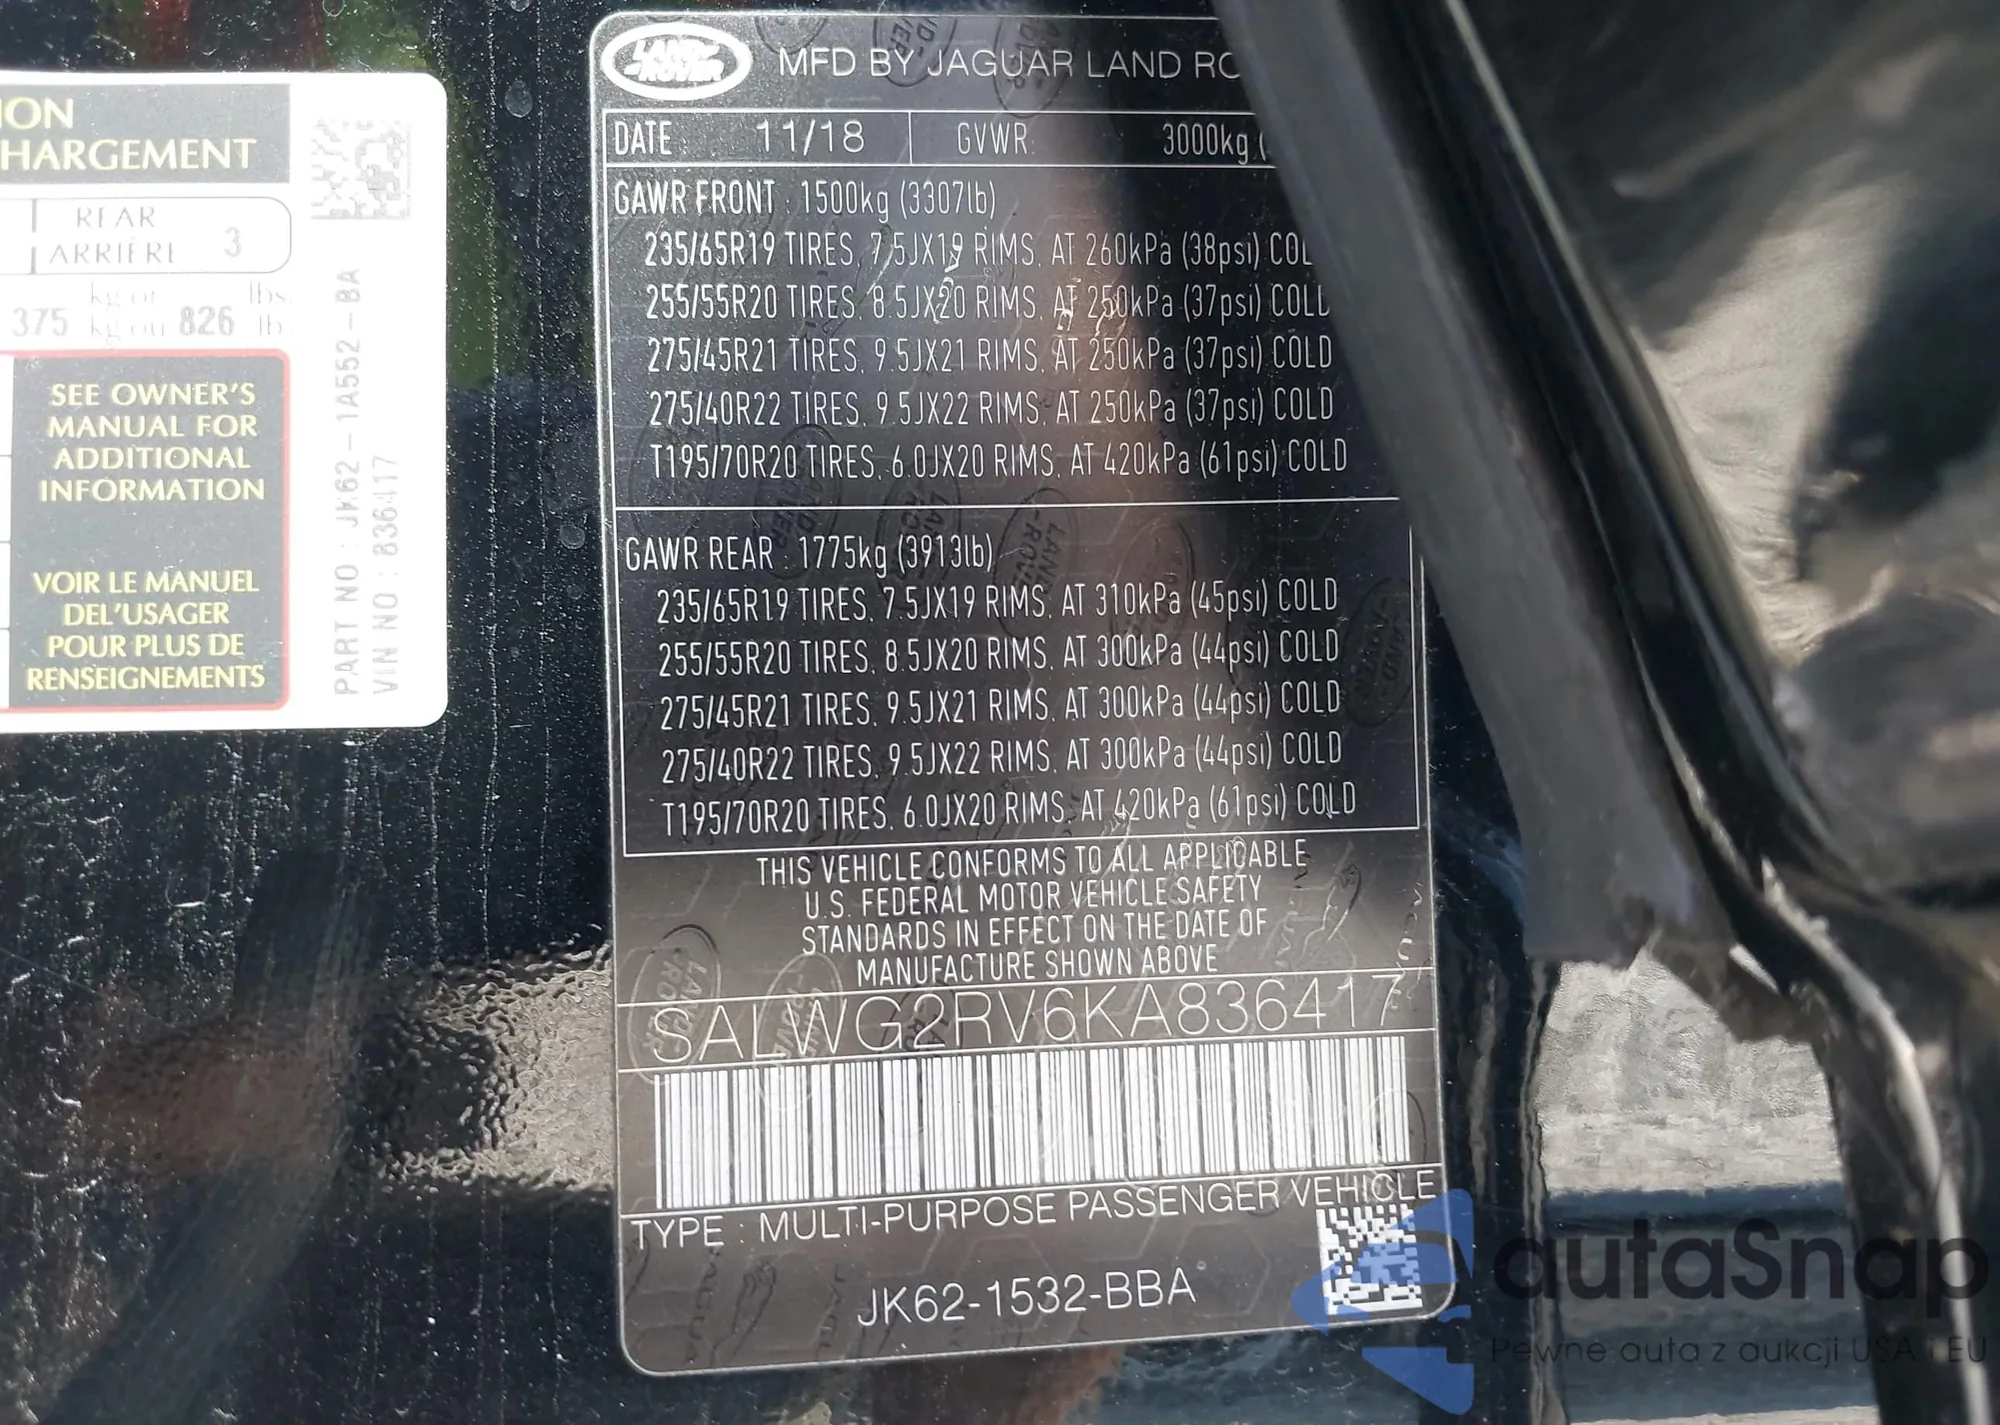 ION
HARGEMENT
REAR
ARRIÈRE 3
kg or lbs.
375 kg ou 826 lb.
SEE OWNER'S
MANUAL FOR
ADDITIONAL
INFORMATION
VOIR LE MANUEL
DEL'USAGER
POUR PLUS DE
RENSEIGNEMENTS
PART NO : JK62-1A552-BA
VIN NO : 836417
LAND-
ROVER
MFD BY JAGUAR LAND RO
DATE : 11/18 GVWR: 3000kg (
GAWR FRONT : 1500kg (3307lb)
235/65R19 TIRES, 7.5JX19 RIMS, AT 260kPa (38psi) COL
255/55R20 TIRES, 8.5JX20 RIMS, AT 250kPa (37psi) COLD
275/45R21 TIRES, 9.5JX21 RIMS, AT 250kPa (37psi) COLD
275/40R22 TIRES, 9.5JX22 RIMS, AT 250kPa (37psi) COLD
T195/70R20 TIRES, 6.0JX20 RIMS, AT 420kPa (61psi) COLD
GAWR REAR : 1775kg (3913lb)
235/65R19 TIRES, 7.5JX19 RIMS, AT 310kPa (45psi) COLD
255/55R20 TIRES, 8.5JX20 RIMS, AT 300kPa (44psi) COLD
275/45R21 TIRES, 9.5JX21 RIMS, AT 300kPa (44psi) COLD
275/40R22 TIRES, 9.5JX22 RIMS, AT 300kPa (44psi) COLD
T195/70R20 TIRES, 6.0JX20 RIMS, AT 420kPa (61psi) COLD
THIS VEHICLE CONFORMS TO ALL APPLICABLE
U.S. FEDERAL MOTOR VEHICLE SAFETY
STANDARDS IN EFFECT ON THE DATE OF
MANUFACTURE SHOWN ABOVE
SALWG2RV6KA836417
TYPE : MULTI-PURPOSE PASSENGER VEHICLE
JK62-1532-BBA
autaSnap
Pewne auta z aukcji USA i EU